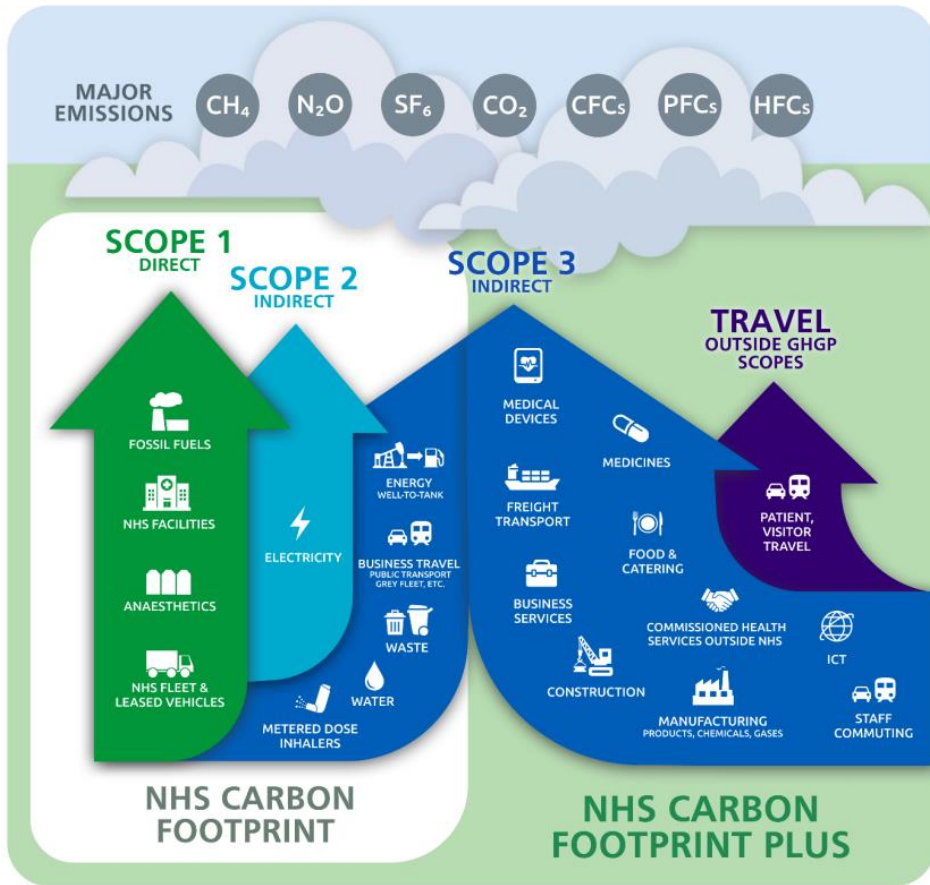 MAJOR
EMISSIONS
CH₄
N₂O
SF₆
CO₂
CFCs
PFCs
HFCs
SCOPE 1
DIRECT
SCOPE 2
INDIRECT
SCOPE 3
INDIRECT
TRAVEL
OUTSIDE GHGP
SCOPES
FOSSIL FUELS
NHS FACILITIES
ANAESTHETICS
NHS FLEET &
LEASED VEHICLES
ELECTRICITY
ENERGY
WELL-TO-TANK
BUSINESS TRAVEL
PUBLIC TRANSPORT
GREY FLEET, ETC.
WASTE
WATER
METERED DOSE
INHALERS
MEDICAL
DEVICES
MEDICINES
FREIGHT
TRANSPORT
FOOD &
CATERING
BUSINESS
SERVICES
COMMISSIONED HEALTH
SERVICES OUTSIDE NHS
CONSTRUCTION
MANUFACTURING
PRODUCTS, CHEMICALS, GASES
ICT
STAFF
COMMUTING
PATIENT,
VISITOR
TRAVEL
NHS CARBON
FOOTPRINT
NHS CARBON
FOOTPRINT PLUS